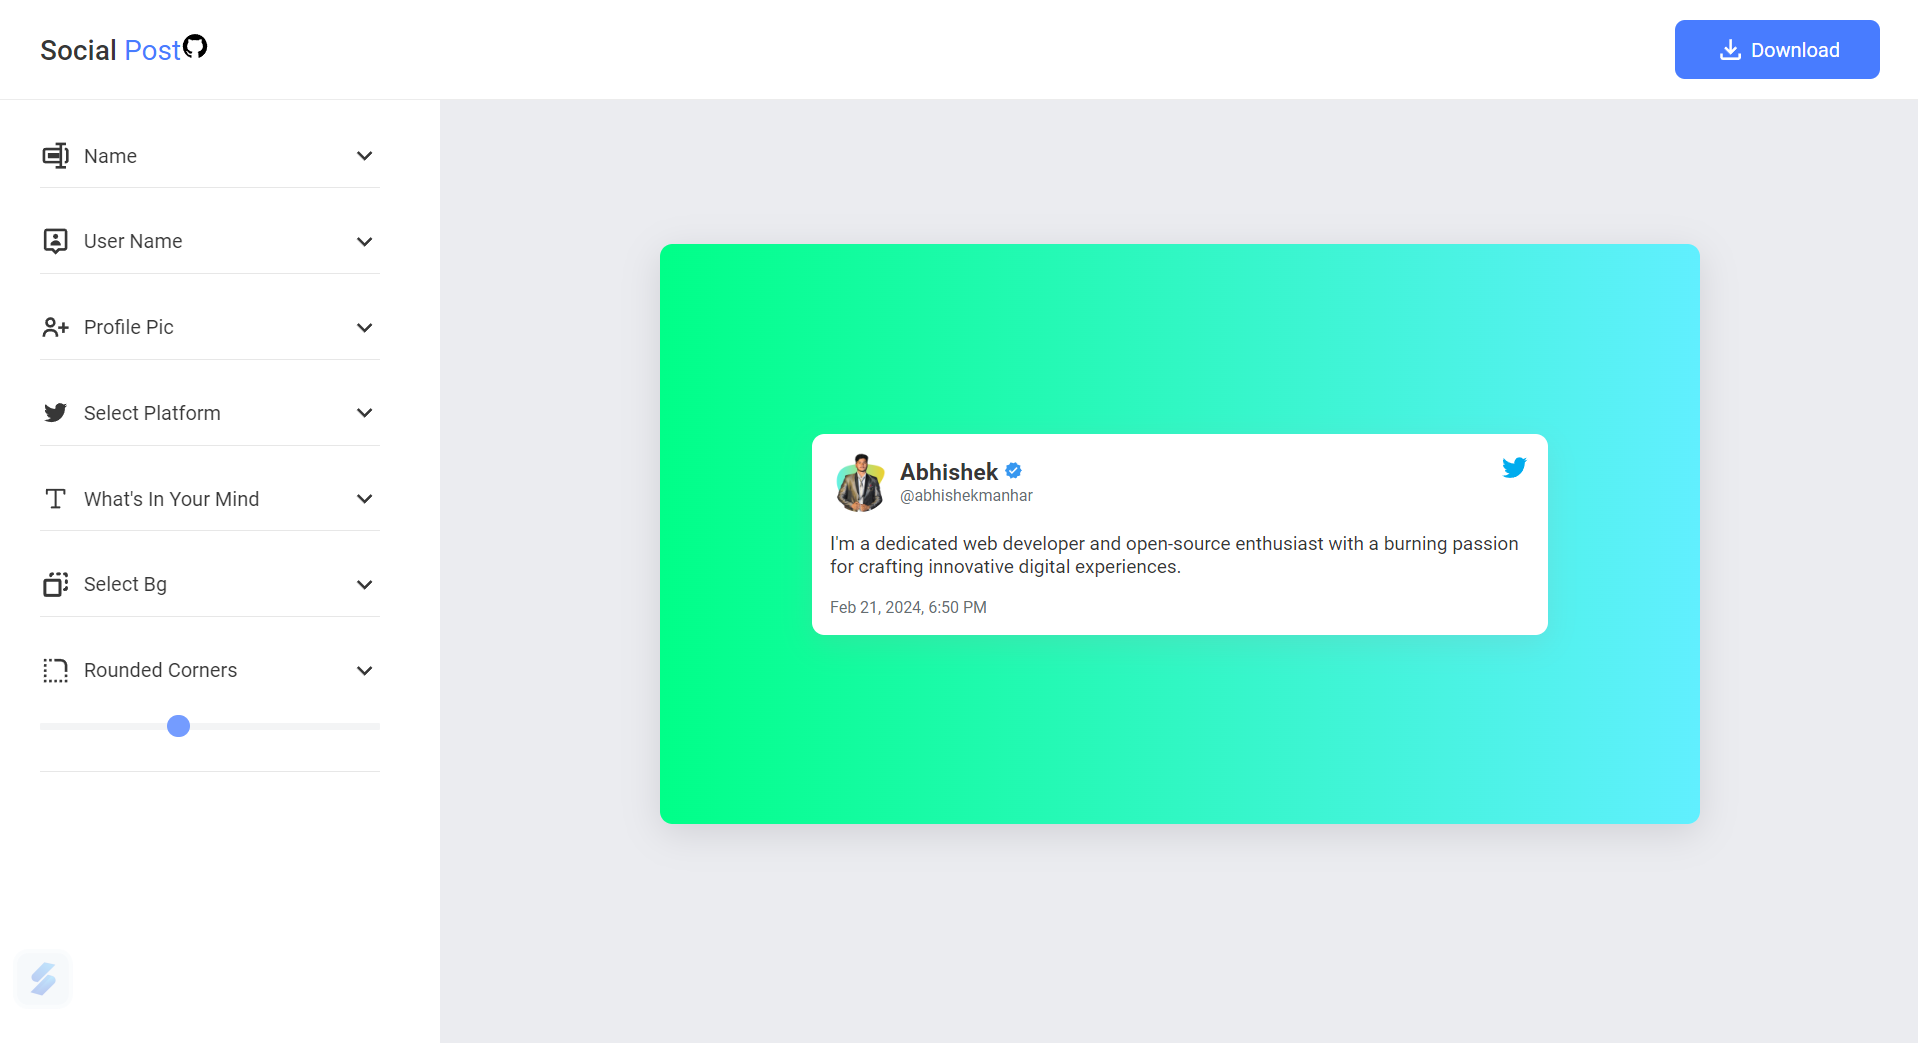 Social Post
Download
Name
User Name
Profile Pic
Select Platform
What's In Your Mind
Select Bg
Rounded Corners
Abhishek
@abhishekmanhar
I'm a dedicated web developer and open-source enthusiast with a burning passion
for crafting innovative digital experiences.
Feb 21, 2024, 6:50 PM